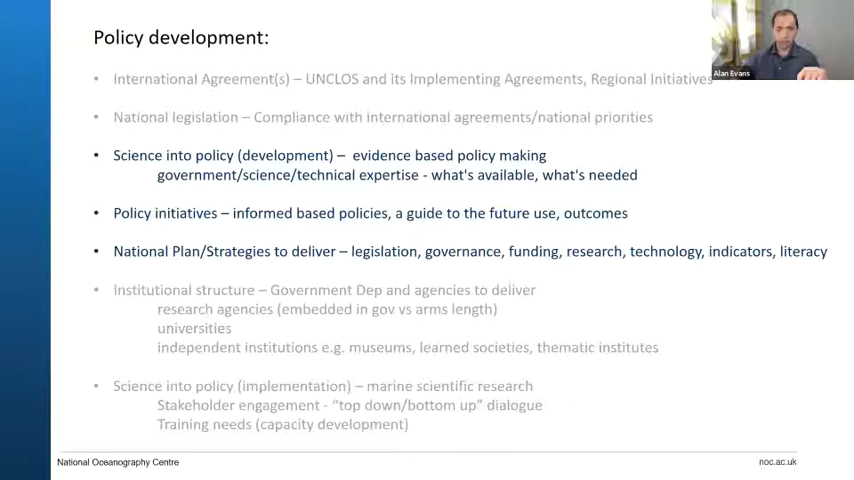 Policy development:
Alan Evans
• International Agreement(s) – UNCLOS and its Implementing Agreements, Regional Initiatives
• National legislation – Compliance with international agreements/national priorities
• Science into policy (development) – evidence based policy making
government/science/technical expertise - what's available, what's needed
• Policy initiatives – informed based policies, a guide to the future use, outcomes
• National Plan/Strategies to deliver – legislation, governance, funding, research, technology, indicators, literacy
• Institutional structure – Government Dep and agencies to deliver
research agencies (embedded in gov vs arms length)
universities
independent institutions e.g. museums, learned societies, thematic institutes
• Science into policy (implementation) – marine scientific research
Stakeholder engagement - “top down/bottom up” dialogue
Training needs (capacity development)
National Oceanography Centre
noc.ac.uk